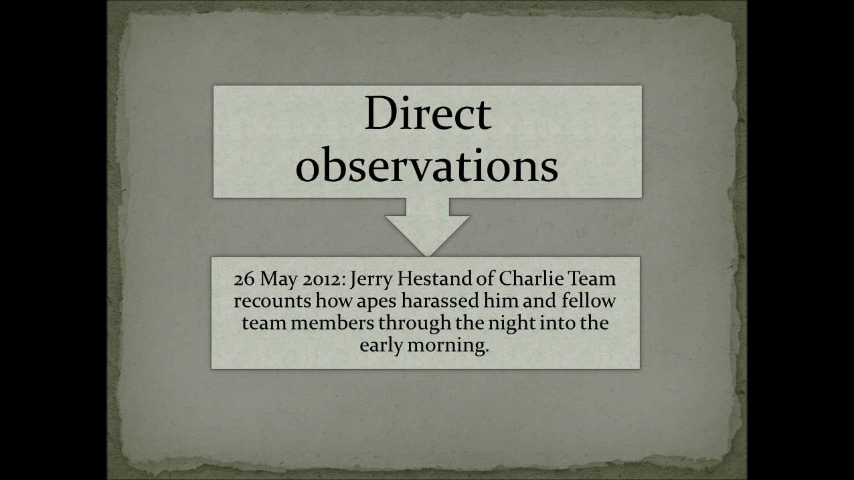 Direct
observations
26 May 2012: Jerry Hestand of Charlie Team
recounts how apes harassed him and fellow
team members through the night into the
early morning.